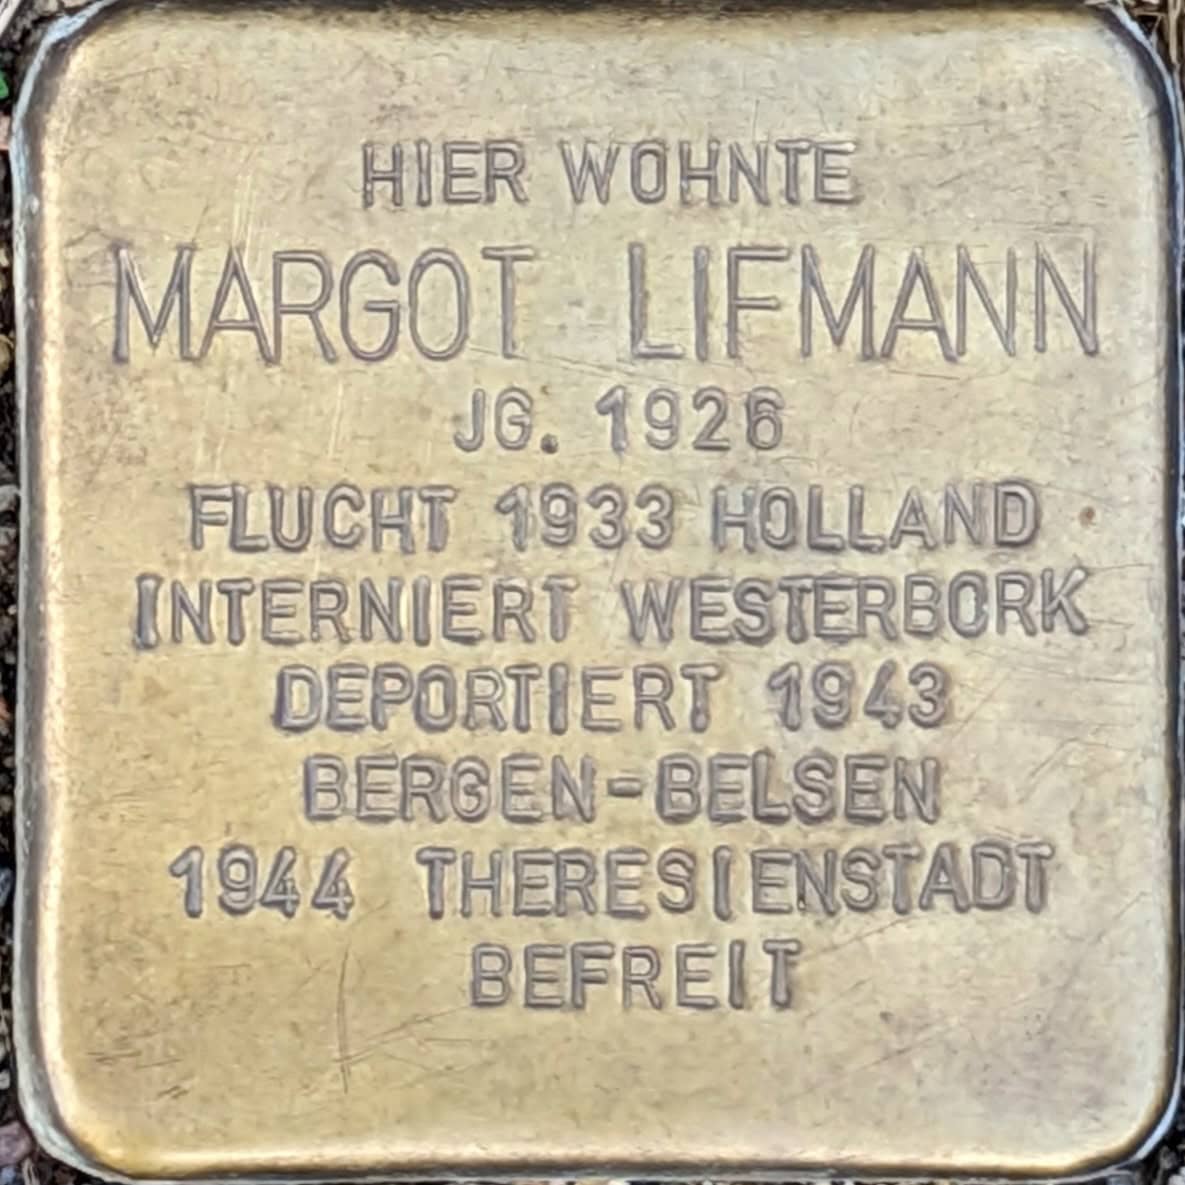 HIER WOHNTE
MARGOT LIFMANN
JG. 1926
FLUCHT 1933 HOLLAND
INTERNIERT WESTERBORK
DEPORTIERT 1943
BERGEN-BELSEN
1944 THERESIENSTADT
BEFREIT